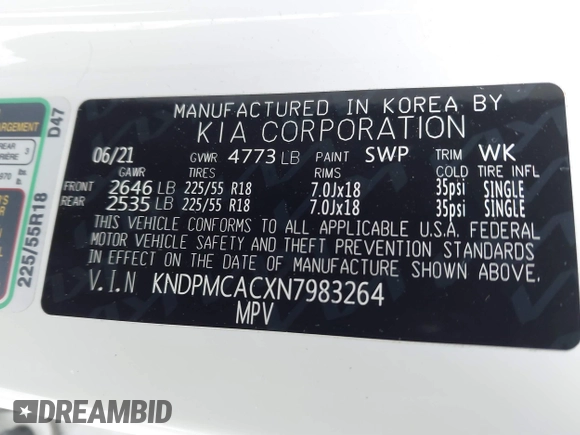 MANUFACTURED IN KOREA BY
KIA CORPORATION
06/21 GVWR 4773 LB PAINT SWP TRIM WK
GAWR TIRES RIMS COLD TIRE INFL
FRONT 2646 LB 225/55 R18 7.0Jx18 35psi SINGLE
REAR 2535 LB 225/55 R18 7.0Jx18 35psi SINGLE
THIS VEHICLE CONFORMS TO ALL APPLICABLE U.S.A. FEDERAL
MOTOR VEHICLE SAFETY AND THEFT PREVENTION STANDARDS
IN EFFECT ON THE DATE OF MANUFACTURE SHOWN ABOVE.
V.I.N KNDPMCACXN7983264
MPV
D47
225/55R18
ARGEMENT
REAR
3
DREAMBID